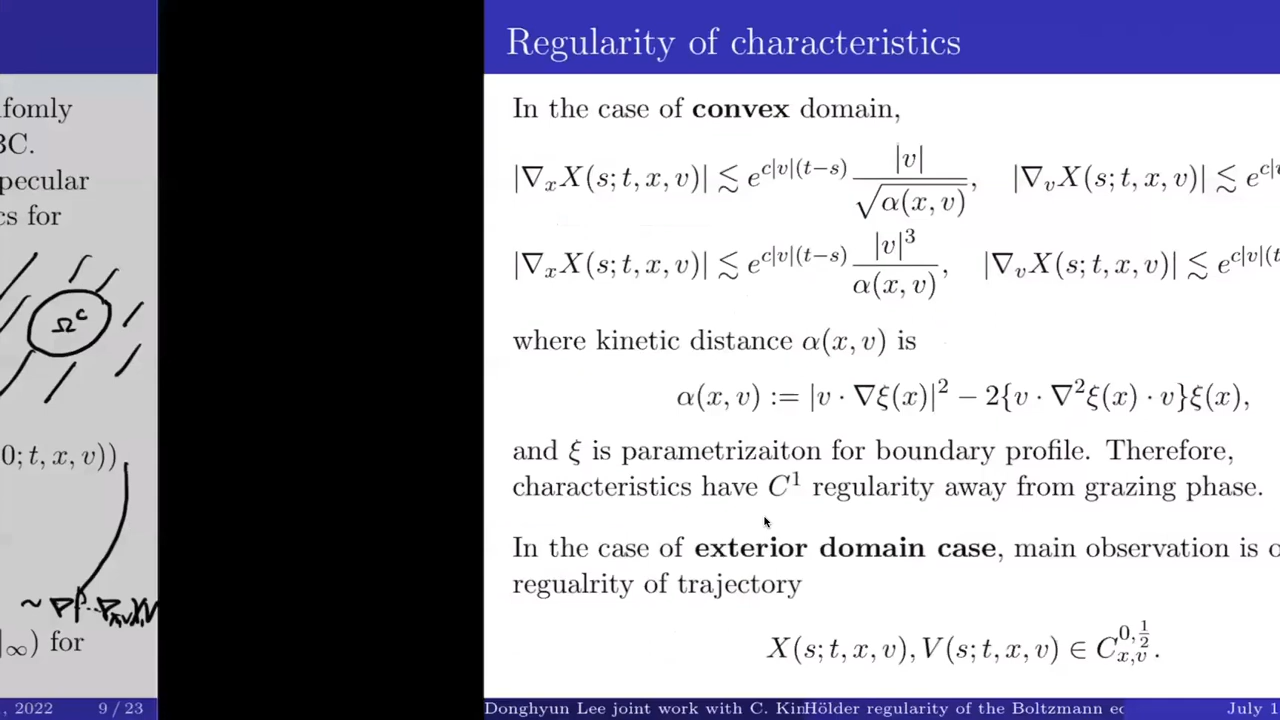 ifomly
BC.
pecular
cs for
Ω^c
0; t, x, v))
~ ∇f · ∇_{x,v}X,V
|_∞) for
, 2022 9 / 23
Regularity of characteristics
In the case of convex domain,
|∇_x X(s; t, x, v)| ≲ e^{c|v|(t−s)} |v| / √α(x, v), |∇_v X(s; t, x, v)| ≲ e^{c|
|∇_x X(s; t, x, v)| ≲ e^{c|v|(t−s)} |v|^3 / α(x, v), |∇_v X(s; t, x, v)| ≲ e^{c|v|(t
where kinetic distance α(x, v) is
α(x, v) := |v · ∇ξ(x)|^2 − 2{v · ∇^2ξ(x) · v}ξ(x),
and ξ is parametrizaiton for boundary profile. Therefore,
characteristics have C^1 regularity away from grazing phase.
In the case of exterior domain case, main observation is o
regualrity of trajectory
X(s; t, x, v), V(s; t, x, v) ∈ C^{0,1/2}_{x,v}.
Donghyun Lee joint work with C. Kim Hölder regularity of the Boltzmann eq July 1